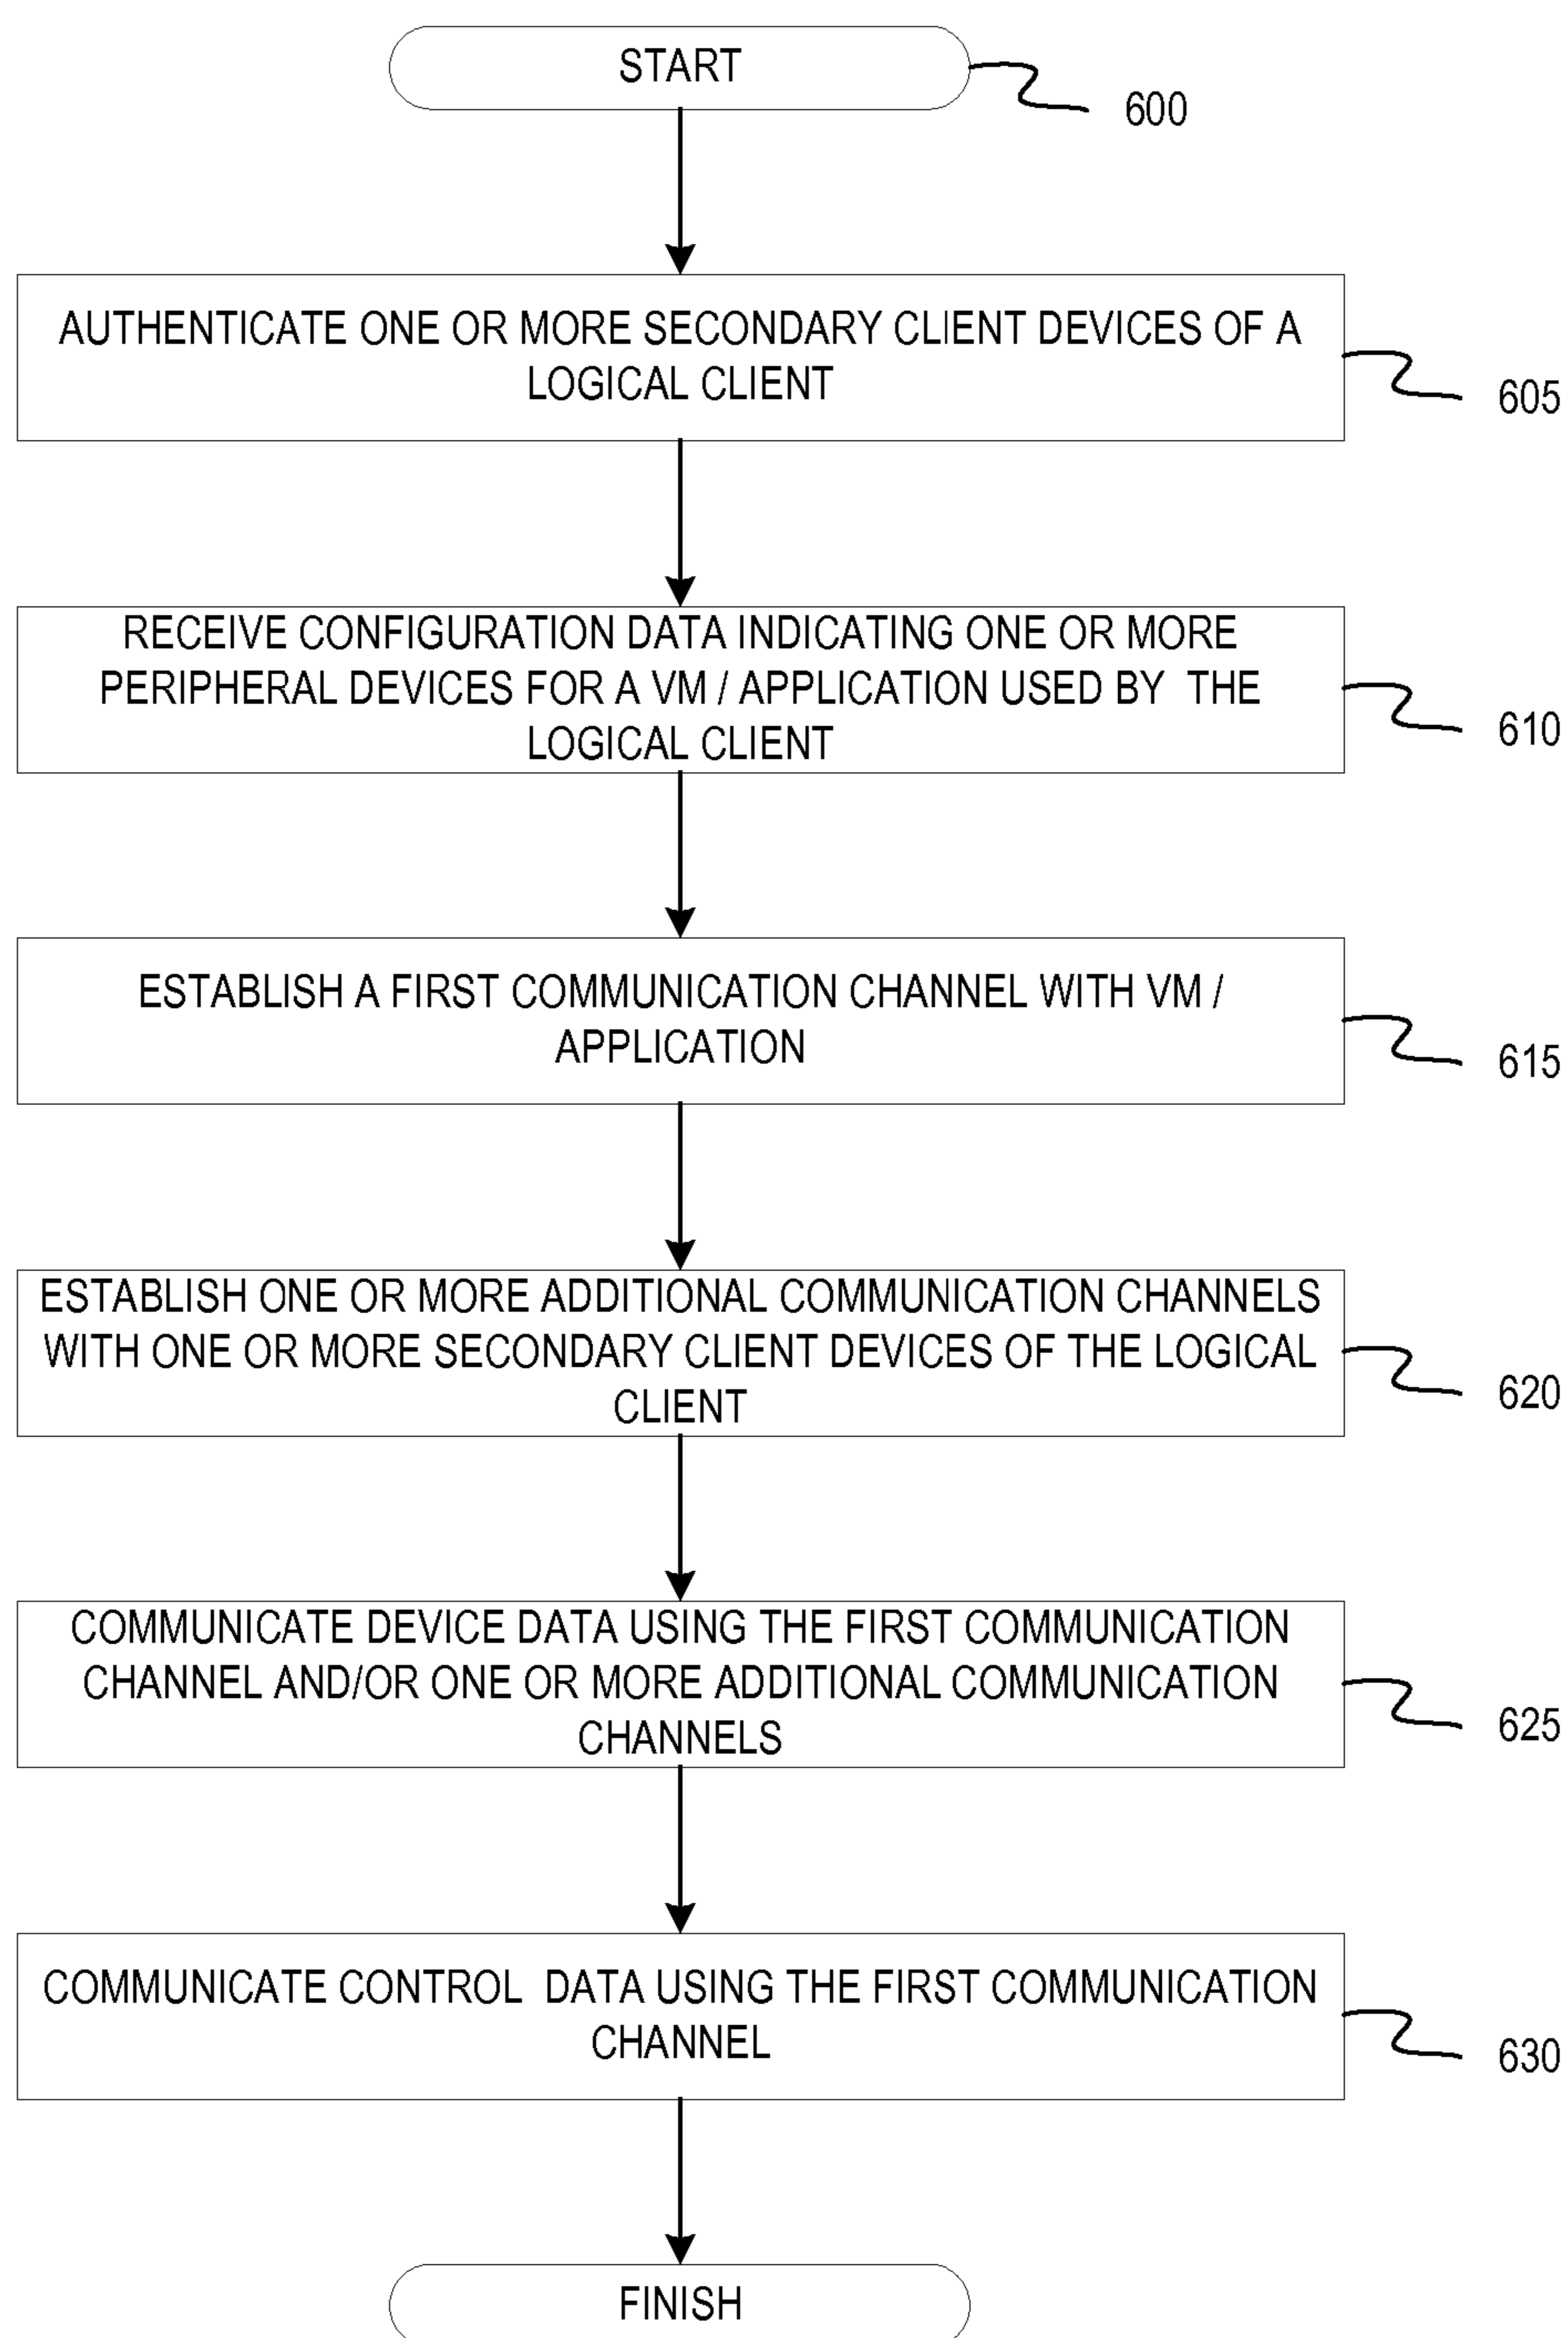 START
600
AUTHENTICATE ONE OR MORE SECONDARY CLIENT DEVICES OF A
LOGICAL CLIENT
605
RECEIVE CONFIGURATION DATA INDICATING ONE OR MORE
PERIPHERAL DEVICES FOR A VM / APPLICATION USED BY THE
LOGICAL CLIENT
610
ESTABLISH A FIRST COMMUNICATION CHANNEL WITH VM /
APPLICATION
615
ESTABLISH ONE OR MORE ADDITIONAL COMMUNICATION CHANNELS
WITH ONE OR MORE SECONDARY CLIENT DEVICES OF THE LOGICAL
CLIENT
620
COMMUNICATE DEVICE DATA USING THE FIRST COMMUNICATION
CHANNEL AND/OR ONE OR MORE ADDITIONAL COMMUNICATION
CHANNELS
625
COMMUNICATE CONTROL DATA USING THE FIRST COMMUNICATION
CHANNEL
630
FINISH